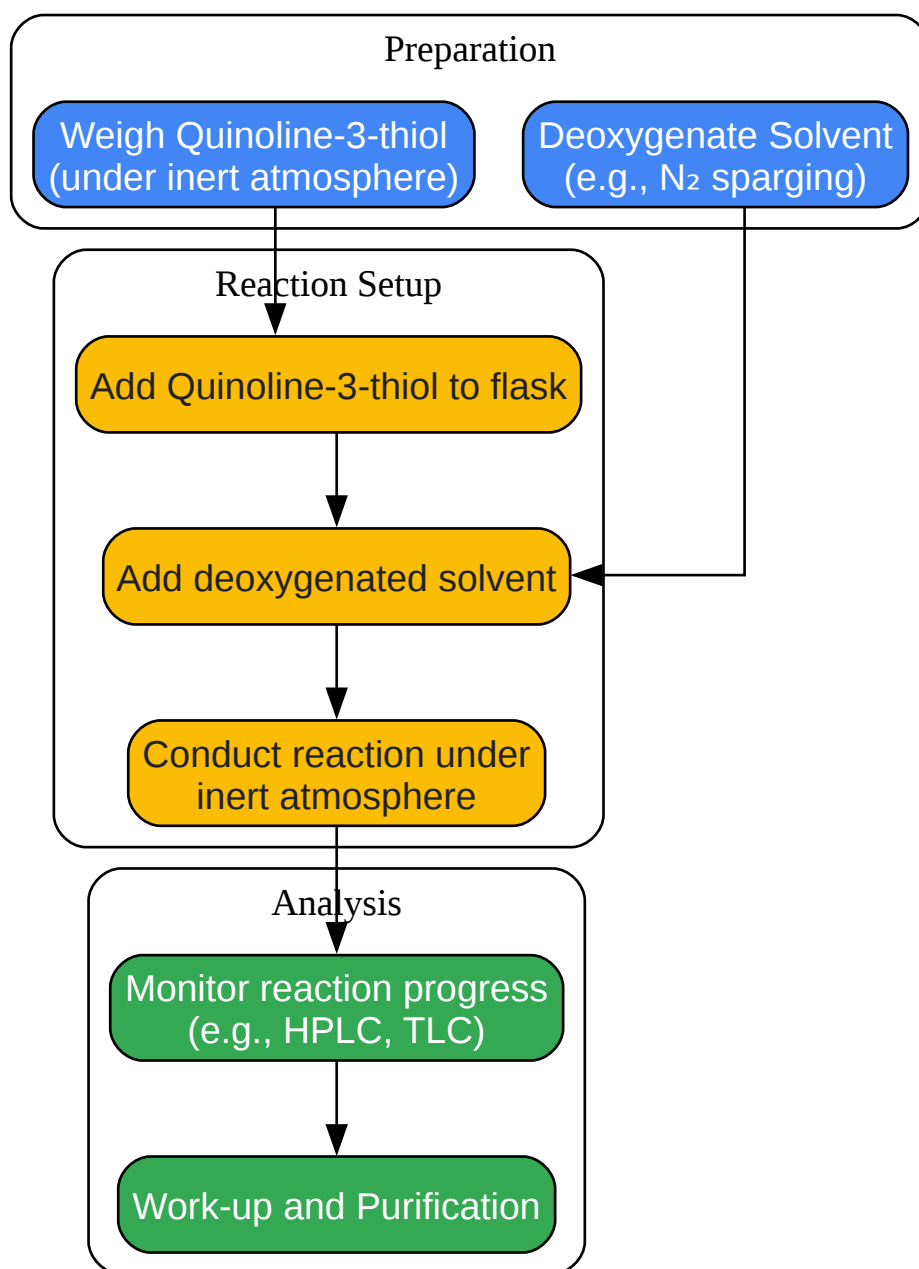 Preparation
Weigh Quinoline-3-thiol
(under inert atmosphere)
Deoxygenate Solvent
(e.g., N₂ sparging)
Reaction Setup
Add Quinoline-3-thiol to flask
Add deoxygenated solvent
Conduct reaction under
inert atmosphere
Analysis
Monitor reaction progress
(e.g., HPLC, TLC)
Work-up and Purification